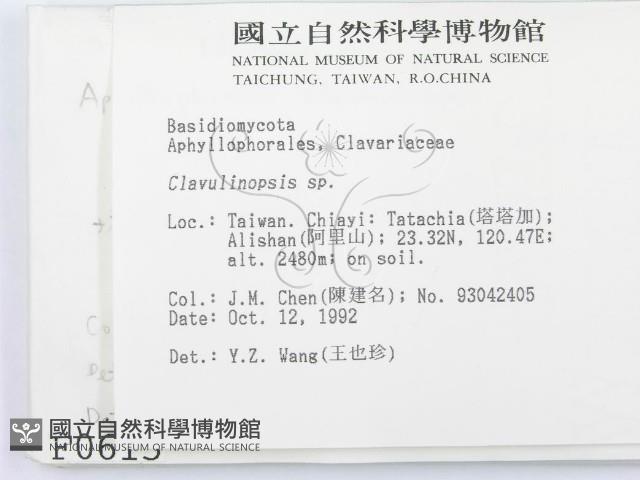 國立自然科學博物館
NATIONAL MUSEUM OF NATURAL SCIENCE
TAICHUNG, TAIWAN, R.O.CHINA
Basidiomycota
Aphyllophorales, Clavariaceae
Clavulinopsis sp.
Loc.: Taiwan. Chiayi: Tatachia(塔塔加);
Alishan(阿里山); 23.32N, 120.47E;
alt. 2480m; on soil.
Col.: J.M. Chen(陳建名); No. 93042405
Date: Oct. 12, 1992
Det.: Y.Z. Wang(王也珍)
Ap
Co
國立自然科學博物館
NATIONAL MUSEUM OF NATURAL SCIENCE
F0615